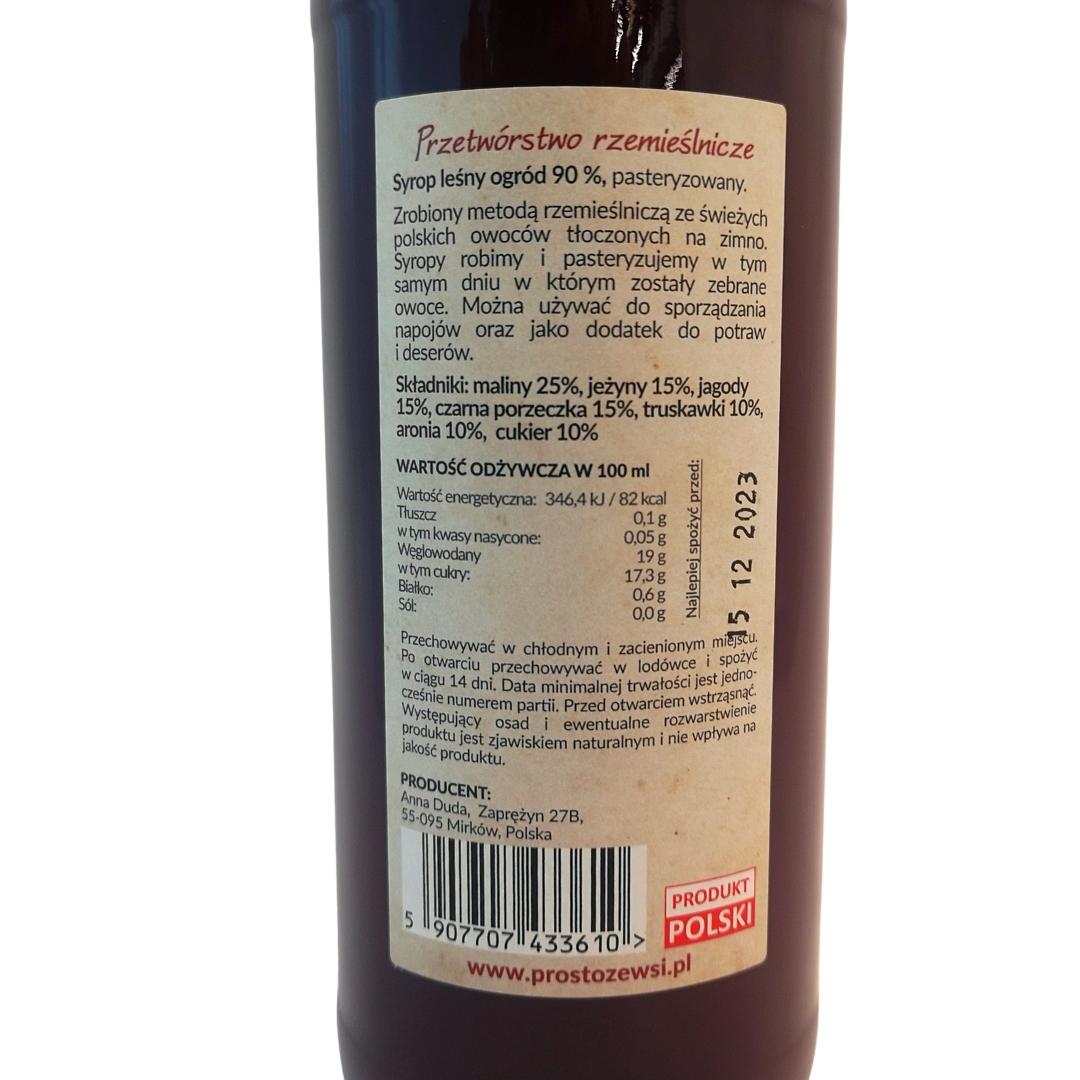 Przetwórstwo rzemieślnicze
Syrop leśny ogród 90 %, pasteryzowany.
Zrobiony metodą rzemieślniczą ze świeżych
polskich owoców tłoczonych na zimno.
Syropy robimy i pasteryzujemy w tym
samym dniu w którym zostały zebrane
owoce. Można używać do sporządzania
napojów oraz jako dodatek do potraw
i deserów.
Składniki: maliny 25%, jeżyny 15%, jagody
15%, czarna porzeczka 15%, truskawki 10%,
aronia 10%, cukier 10%
WARTOŚĆ ODŻYWCZA W 100 ml
Wartość energetyczna: 346,4 kJ / 82 kcal
Tłuszcz 0,1 g
w tym kwasy nasycone: 0,05 g
Węglowodany 19 g
w tym cukry: 17,3 g
Białko: 0,6 g
Sól: 0,0 g
Najlepiej spożyć przed:
15 12 2023
Przechowywać w chłodnym i zacienionym miejscu.
Po otwarciu przechowywać w lodówce i spożyć
w ciągu 14 dni. Data minimalnej trwałości jest jedno-
cześnie numerem partii. Przed otwarciem wstrząsnąć.
Występujący osad i ewentualne rozwarstwienie
produktu jest zjawiskiem naturalnym i nie wpływa na
jakość produktu.
PRODUCENT:
Anna Duda, Zaprężyn 27B,
55-095 Mirków, Polska
5 907707 433610 >
PRODUKT
POLSKI
www.prostozewsi.pl